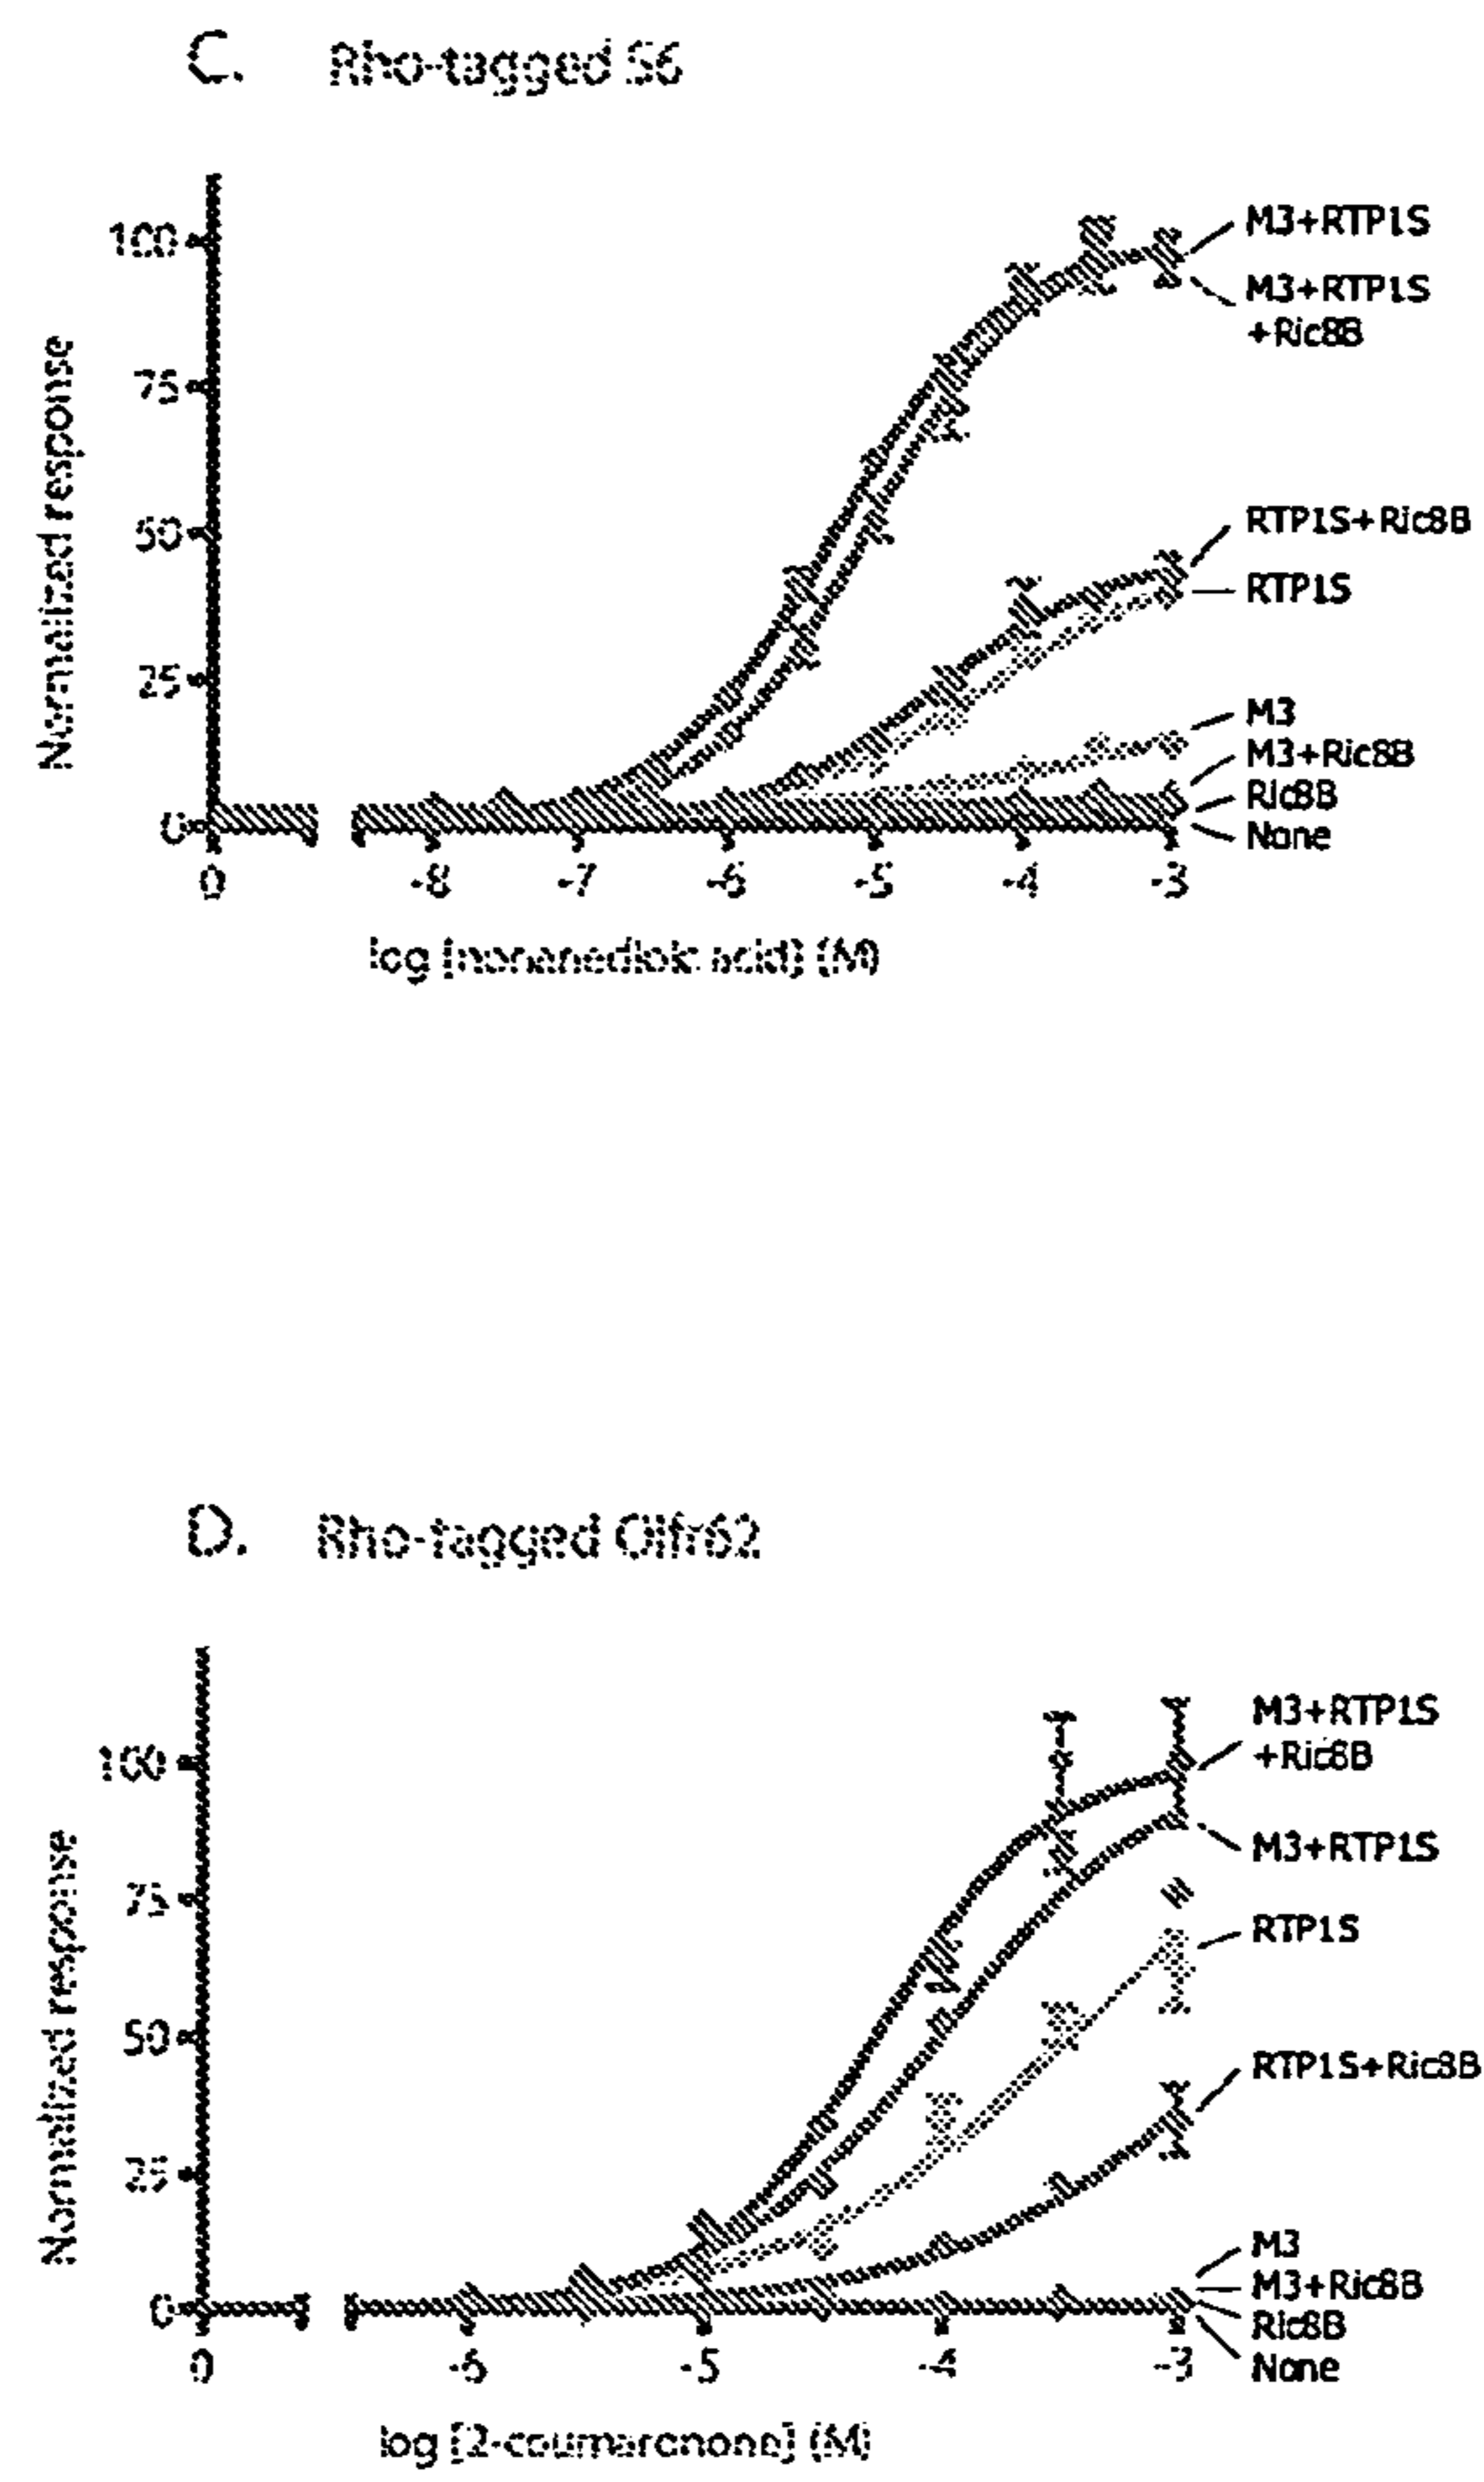 C. Rho-tagged S6
Normalized response
100
75
50
25
0
0 -8 -7 -6 -5 -4 -3
log [nonanedioic acid] (M)
M3+RTP1S
M3+RTP1S
+Ric8B
RTP1S+Ric8B
RTP1S
M3
M3+Ric8B
Ric8B
None
D. Rho-tagged Olfr62
Normalized response
100
75
50
25
0
0 -6 -5 -4 -3
log [2-coumaranone] (M)
M3+RTP1S
+Ric8B
M3+RTP1S
RTP1S
RTP1S+Ric8B
M3
M3+Ric8B
Ric8B
None